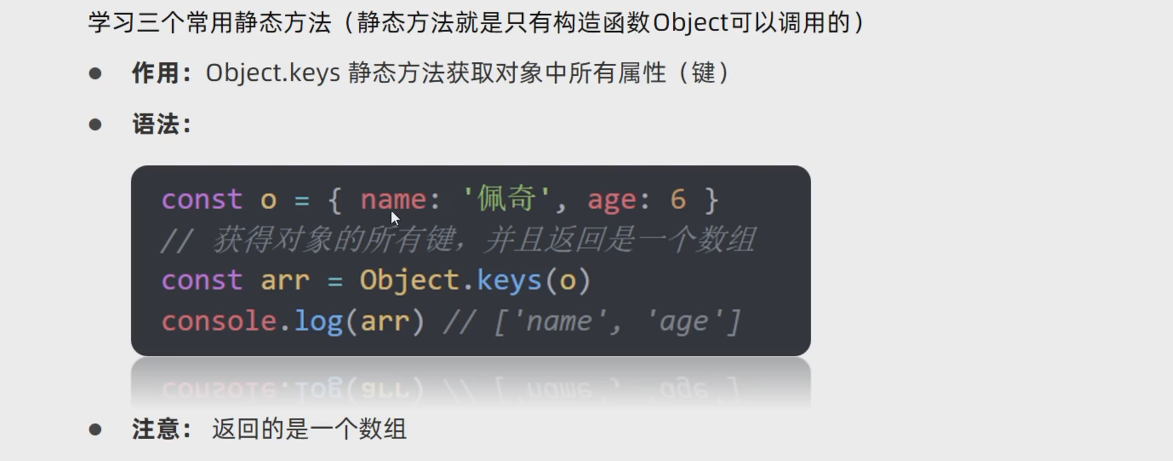 学习三个常用静态方法（静态方法就是只有构造函数Object可以调用的）
● 作用：Object.keys 静态方法获取对象中所有属性（键）
● 语法：
const o = { name: '佩奇', age: 6 }
// 获得对象的所有键，并且返回是一个数组
const arr = Object.keys(o)
console.log(arr) // ['name', 'age']
● 注意： 返回的是一个数组